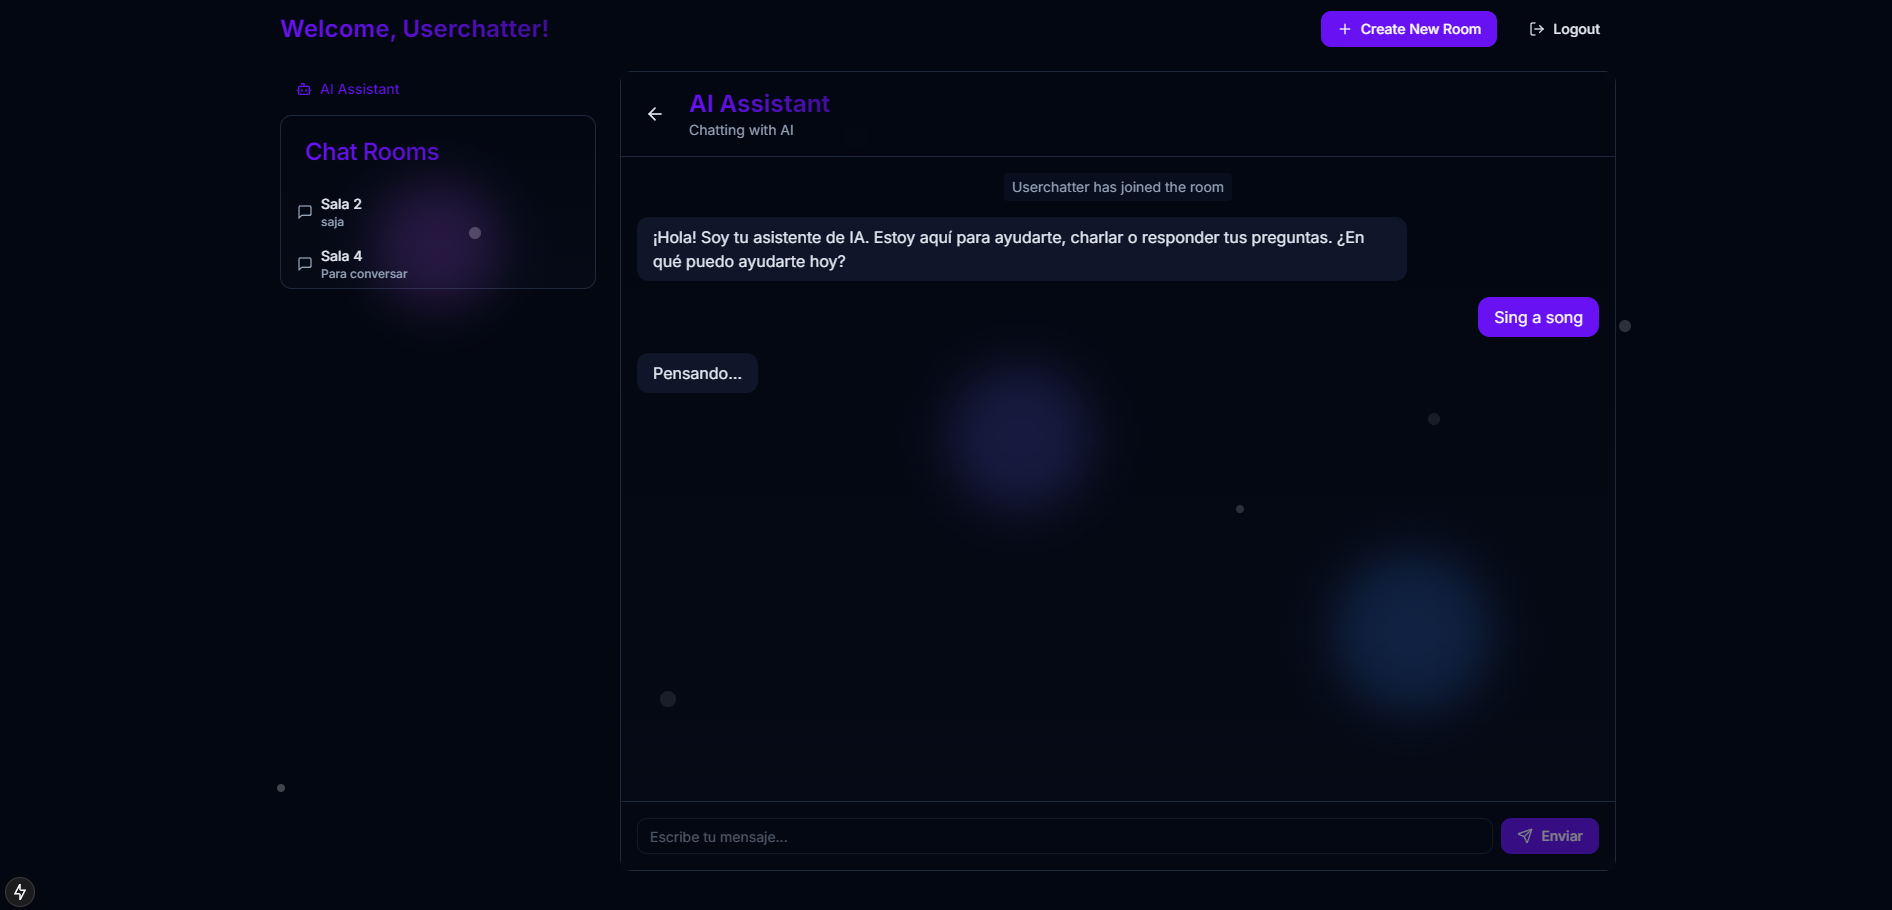 Welcome, Userchatter!
Create New Room
Logout
AI Assistant
Chat Rooms
Sala 2
saja
Sala 4
Para conversar
AI Assistant
Chatting with AI
Userchatter has joined the room
¡Hola! Soy tu asistente de IA. Estoy aquí para ayudarte, charlar o responder tus preguntas. ¿En
qué puedo ayudarte hoy?
Sing a song
Pensando...
Escribe tu mensaje...
Enviar